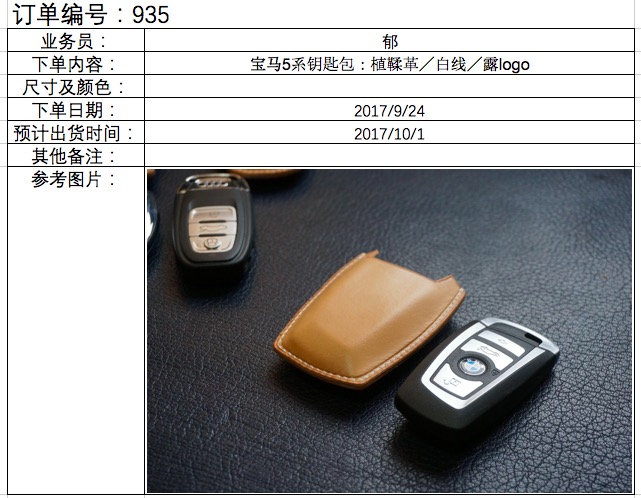 订单编号：935
业务员： 郁
下单内容： 宝马5系钥匙包：植鞣革／白线／露logo
尺寸及颜色：
下单日期： 2017/9/24
预计出货时间： 2017/10/1
其他备注：
参考图片：